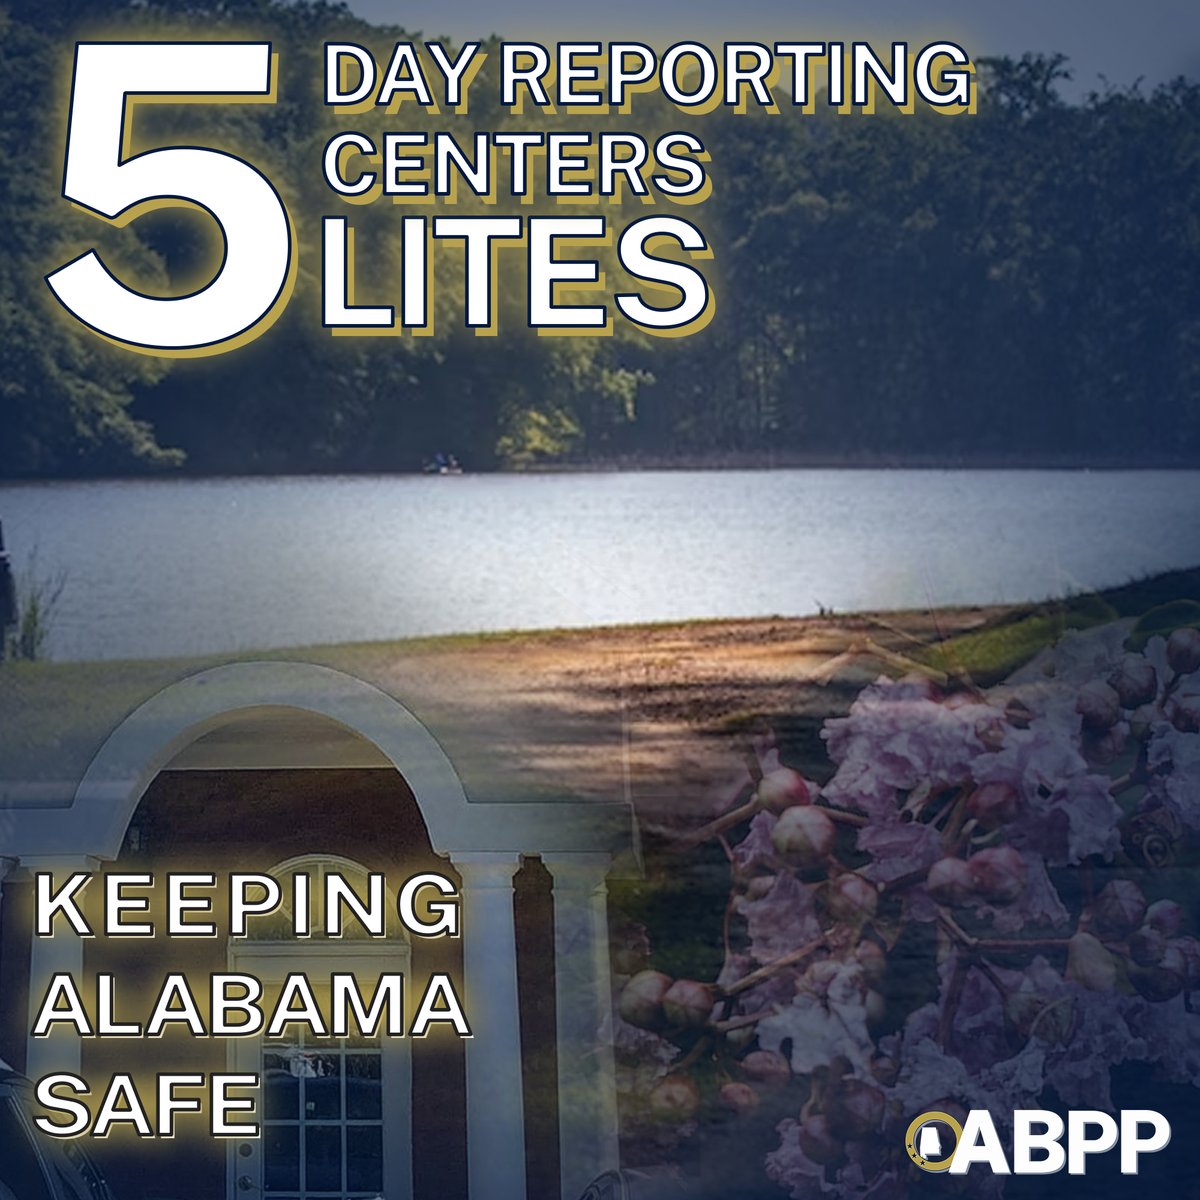 5 DAY REPORTING
CENTERS
LITES
KEEPING
ALABAMA
SAFE
ABPP